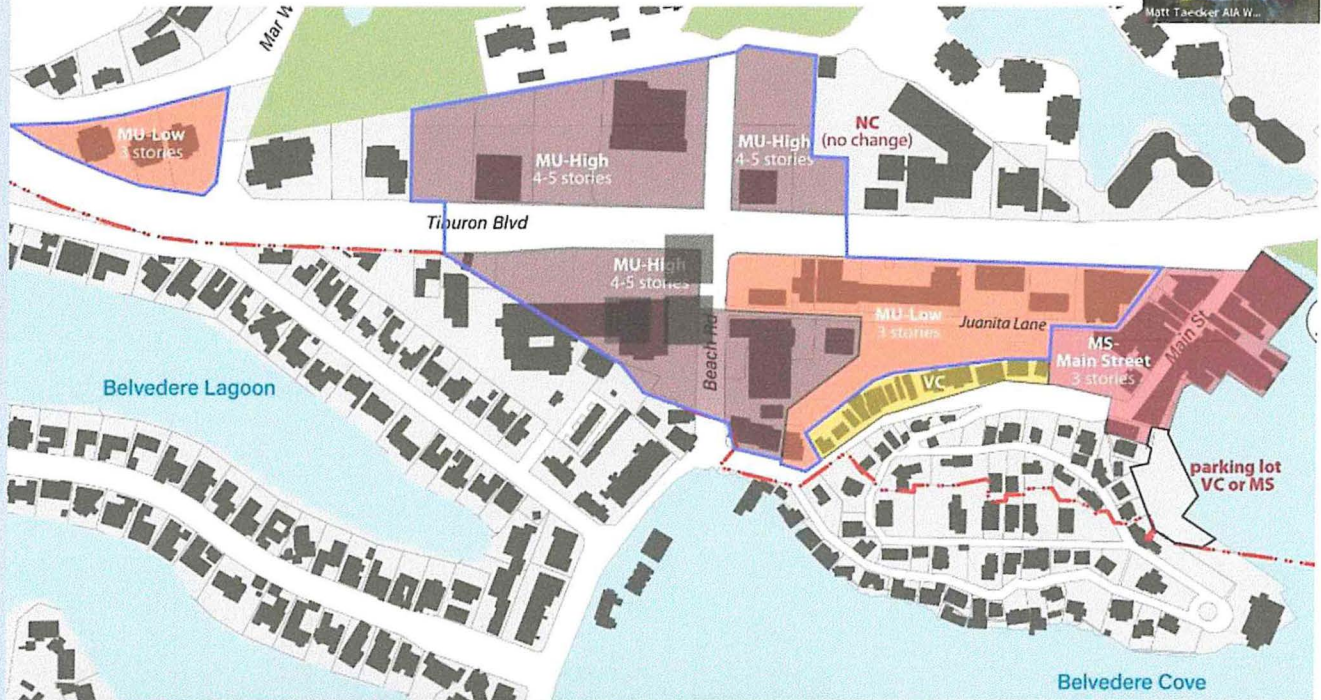 Matt Taecker AIA W...
Mar W
MU-Low
3 stories
MU-High
4-5 stories
MU-High
4-5 stories
NC
(no change)
Tiburon Blvd
MU-High
4-5 stories
Beach Rd
MU-Low
3 stories
Juanita Lane
Main St
MS-
Main Street
3 stories
VC
Belvedere Lagoon
parking lot
VC or MS
Belvedere Cove